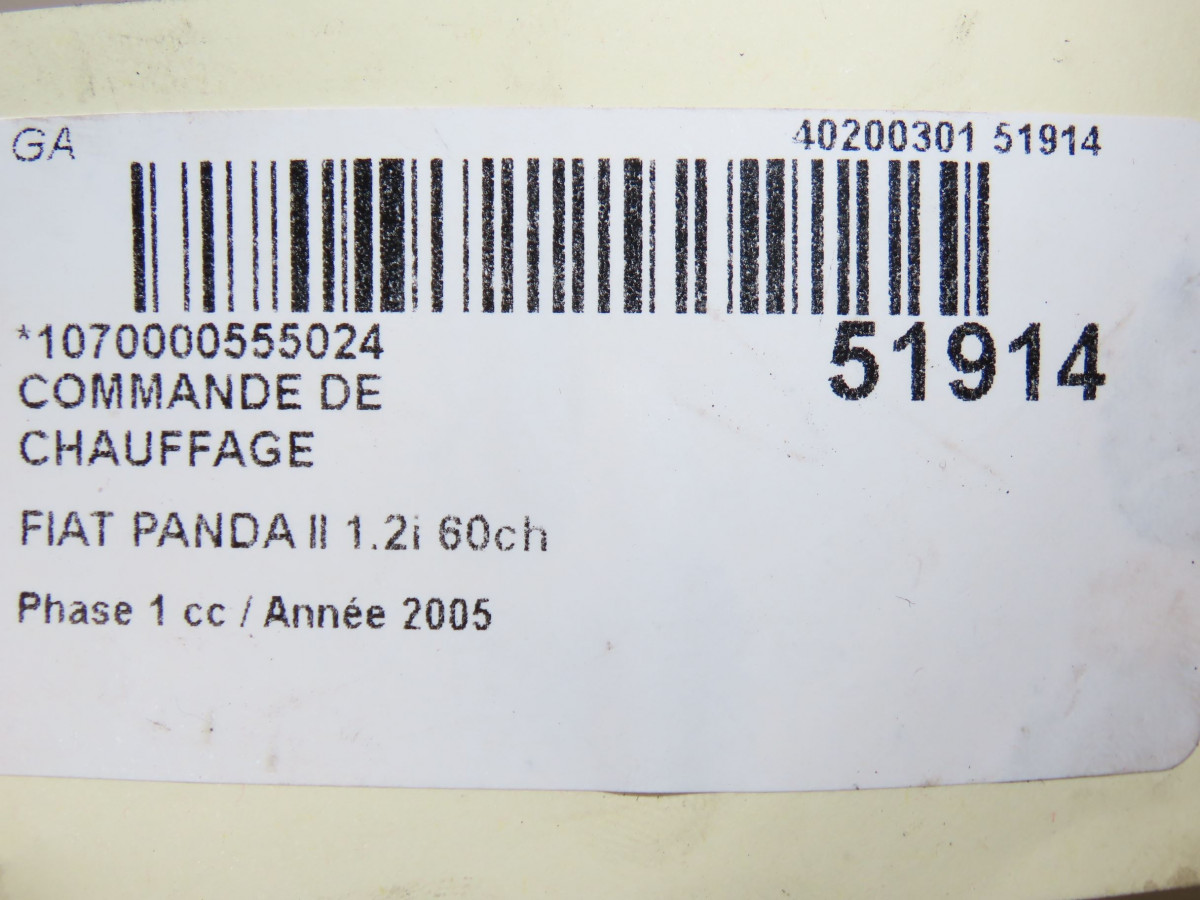 GA
40200301 51914
*1070000555024
51914
COMMANDE DE
CHAUFFAGE
FIAT PANDA II 1.2i 60ch
Phase 1 cc / Année 2005